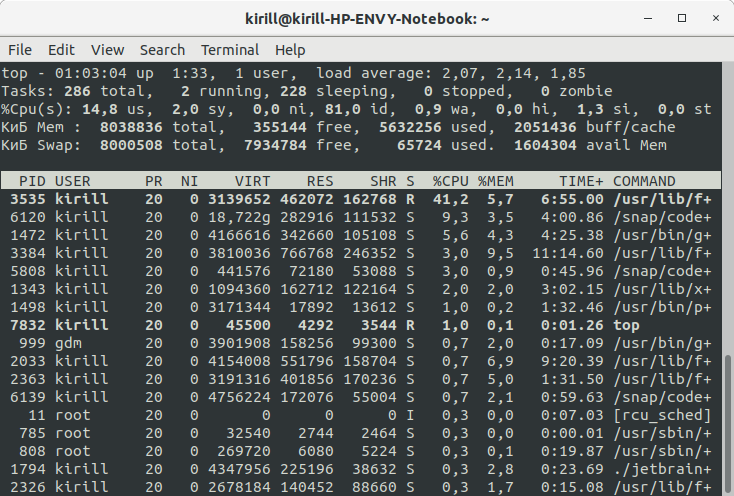 kirill@kirill-HP-ENVY-Notebook: ~
File Edit View Search Terminal Help
top - 01:03:04 up  1:33,  1 user,  load average: 2,07, 2,14, 1,85
Tasks: 286 total,   2 running, 228 sleeping,   0 stopped,   0 zombie
%Cpu(s): 14,8 us,  2,0 sy,  0,0 ni, 81,0 id,  0,9 wa,  0,0 hi,  1,3 si,  0,0 st
КиБ Mem :  8038836 total,   355144 free,  5632256 used,  2051436 buff/cache
КиБ Swap:  8000508 total,  7934784 free,    65724 used.  1604304 avail Mem
PID USER      PR  NI    VIRT    RES    SHR S  %CPU %MEM     TIME+ COMMAND
3535 kirill    20   0 3139652 462072 162768 R  41,2  5,7   6:55.00 /usr/lib/f+
6120 kirill    20   0 18,722g 282916 111532 S   9,3  3,5   4:00.86 /snap/code+
1472 kirill    20   0 4166616 342660 105108 S   5,6  4,3   4:25.38 /usr/bin/g+
3384 kirill    20   0 3810036 766768 246352 S   3,0  9,5  11:14.60 /usr/lib/f+
5808 kirill    20   0  441576  72180  53088 S   3,0  0,9   0:45.96 /snap/code+
1343 kirill    20   0 1094360 162712 122164 S   2,0  2,0   3:02.15 /usr/lib/x+
1498 kirill    20   0 3171344  17892  13612 S   1,0  0,2   1:32.46 /usr/bin/p+
7832 kirill    20   0   45500   4292   3544 R   1,0  0,1   0:01.26 top
999 gdm       20   0 3901908 158256  99300 S   0,7  2,0   0:17.09 /usr/bin/g+
2033 kirill    20   0 4154008 551796 158704 S   0,7  6,9   9:20.39 /usr/lib/f+
2363 kirill    20   0 3191316 401856 170236 S   0,7  5,0   1:31.50 /usr/lib/f+
6139 kirill    20   0 4756224 172076  55004 S   0,7  2,1   0:59.63 /snap/code+
11 root      20   0       0      0      0 I   0,3  0,0   0:07.03 [rcu_sched]
785 root      20   0   32540   2744   2464 S   0,3  0,0   0:00.01 /usr/sbin/+
808 root      20   0  269720   6080   5224 S   0,3  0,1   0:19.87 /usr/sbin/+
1794 kirill    20   0 4347956 225196  38632 S   0,3  2,8   0:23.69 ./jetbrain+
2326 kirill    20   0 2678184 140452  88660 S   0,3  1,7   0:15.08 /usr/lib/f+